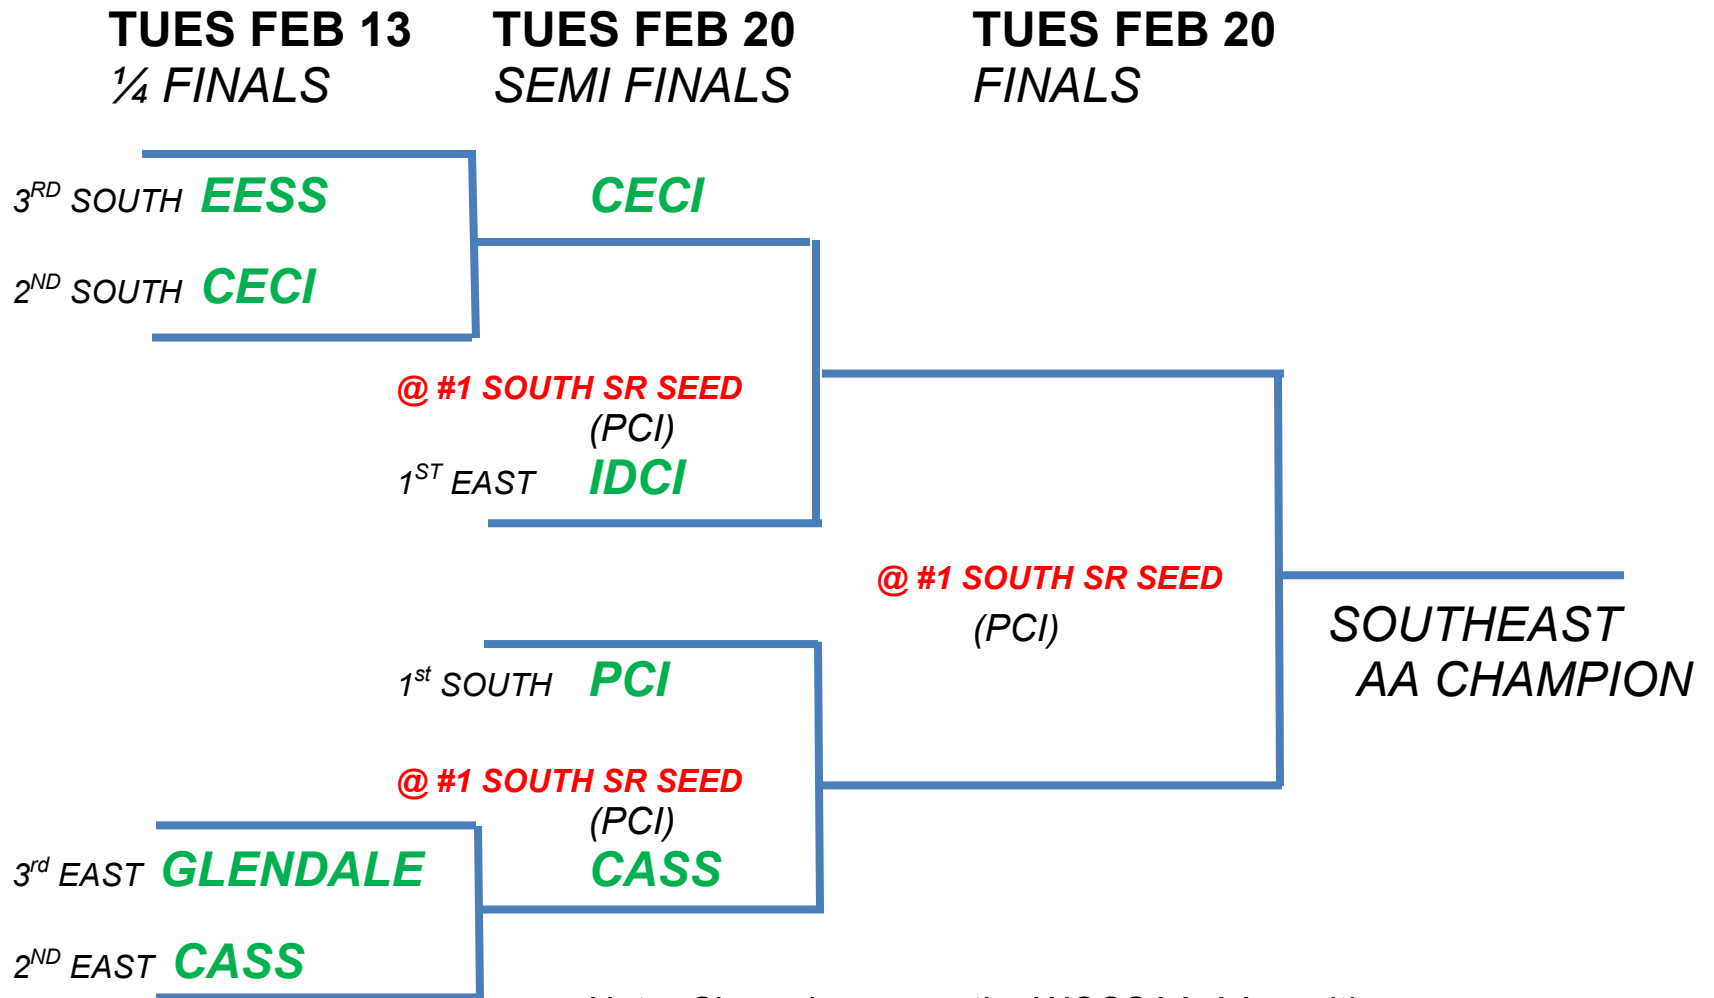 TUES FEB 13 TUES FEB 20 TUES FEB 20
¼ FINALS SEMI FINALS FINALS
3RD SOUTH EESS CECI
2ND SOUTH CECI
@ #1 SOUTH SR SEED
(PCI)
1ST EAST IDCI
@ #1 SOUTH SR SEED
(PCI)
SOUTHEAST
AA CHAMPION
1st SOUTH PCI
@ #1 SOUTH SR SEED
(PCI)
3rd EAST GLENDALE CASS
2ND EAST CASS